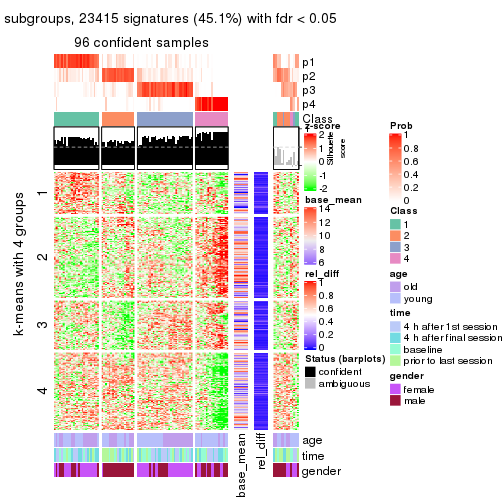 subgroups, 23415 signatures (45.1%) with fdr < 0.05
96 confident samples
p1
p2
p3
p4
Class
Silhouette
score
1
2
3
4
k-means with 4 groups
base_mean
rel_diff
age
time
gender
z-score
2
1
0
-1
-2
base_mean
14
12
10
8
6
rel_diff
1
0.8
0.6
0.4
0.2
0
Status (barplots)
confident
ambiguous
Prob
1
0.8
0.6
0.4
0.2
0
Class
1
2
3
4
age
old
young
time
4 h after 1st session
4 h after final session
baseline
prior to last session
gender
female
male